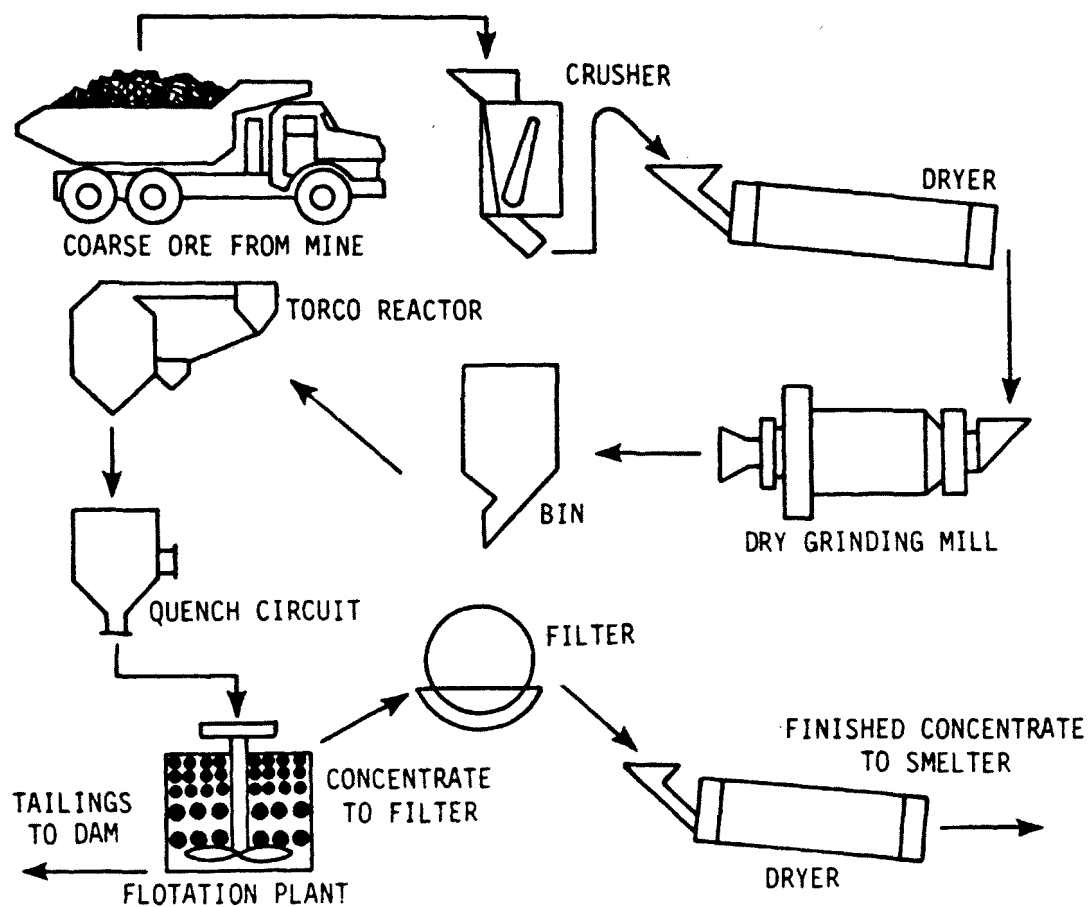 CRUSHER
DRYER
COARSE ORE FROM MINE
TORCO REACTOR
BIN
DRY GRINDING MILL
QUENCH CIRCUIT
FILTER
FINISHED CONCENTRATE
TO SMELTER
CONCENTRATE
TO FILTER
TAILINGS
TO DAM
DRYER
FLOTATION PLANT